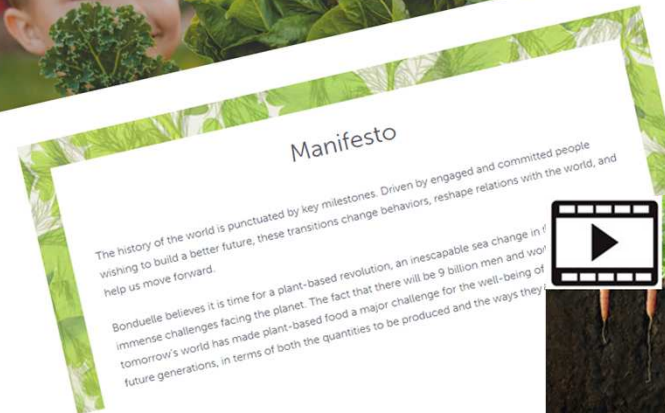 Manifesto
The history of the world is punctuated by key milestones. Driven by engaged and committed people
wishing to build a better future, these transitions change behaviors, reshape relations with the world, and
help us move forward.
Bonduelle believes it is time for a plant-based revolution, an inescapable sea change in
immense challenges facing the planet. The fact that there will be 9 billion men and
tomorrow's world has made plant-based food a major challenge for the well-being of
future generations, in terms of both the quantities to be produced and the ways they